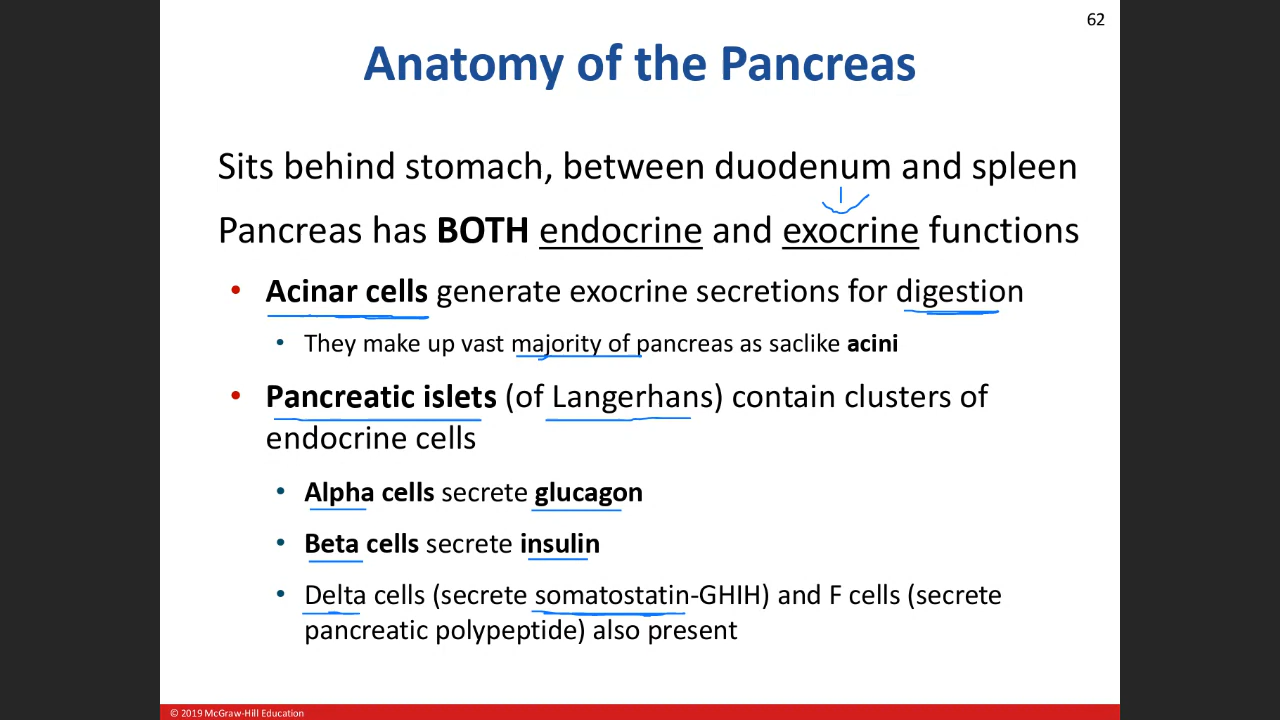 62
Anatomy of the Pancreas
Sits behind stomach, between duodenum and spleen
Pancreas has BOTH endocrine and exocrine functions
• Acinar cells generate exocrine secretions for digestion
• They make up vast majority of pancreas as saclike acini
• Pancreatic islets (of Langerhans) contain clusters of
endocrine cells
• Alpha cells secrete glucagon
• Beta cells secrete insulin
• Delta cells (secrete somatostatin-GHIH) and F cells (secrete
pancreatic polypeptide) also present
© 2019 McGraw-Hill Education